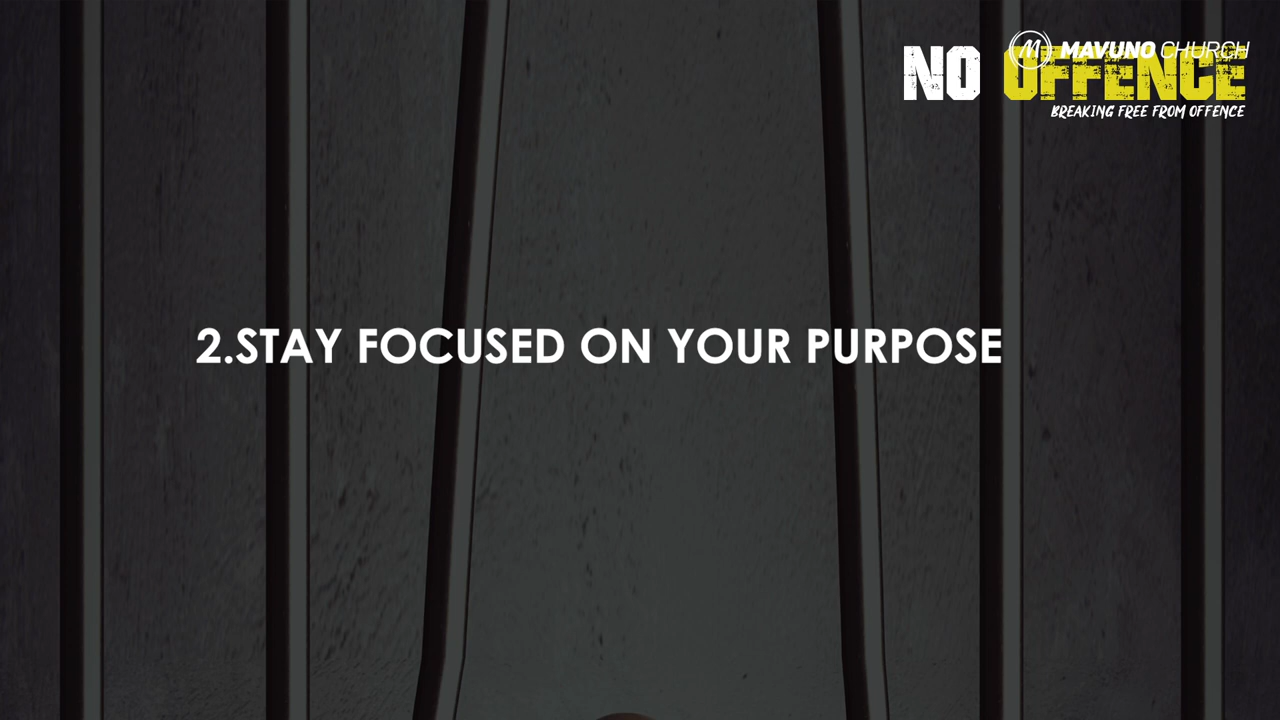 MAVUNO CHURCH
NO OFFENCE
BREAKING FREE FROM OFFENCE
2.STAY FOCUSED ON YOUR PURPOSE